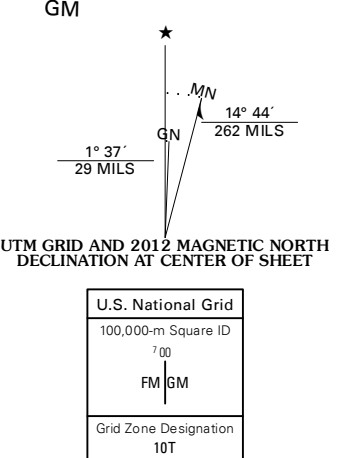 GM
★
MN
14° 44´
262 MILS
GN
1° 37´
29 MILS
UTM GRID AND 2012 MAGNETIC NORTH
DECLINATION AT CENTER OF SHEET
U.S. National Grid
100,000-m Square ID
7 00
FM GM
Grid Zone Designation
10T